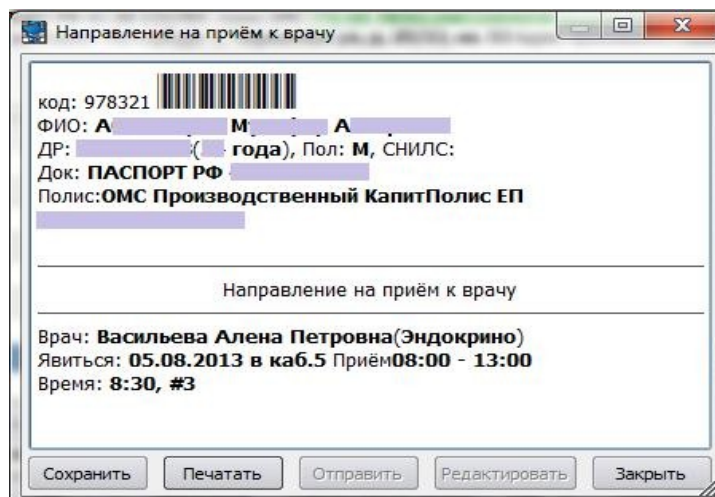 Направление на приём к врачу
код: 978321
ФИО: А М А
ДР: ( года), Пол: М, СНИЛС:
Док: ПАСПОРТ РФ
Полис:ОМС Производственный КапитПолис ЕП
Направление на приём к врачу
Врач: Васильева Алена Петровна(Эндокрино)
Явиться: 05.08.2013 в каб.5 Приём08:00 - 13:00
Время: 8:30, #3
Сохранить Печатать Отправить Редактировать Закрыть